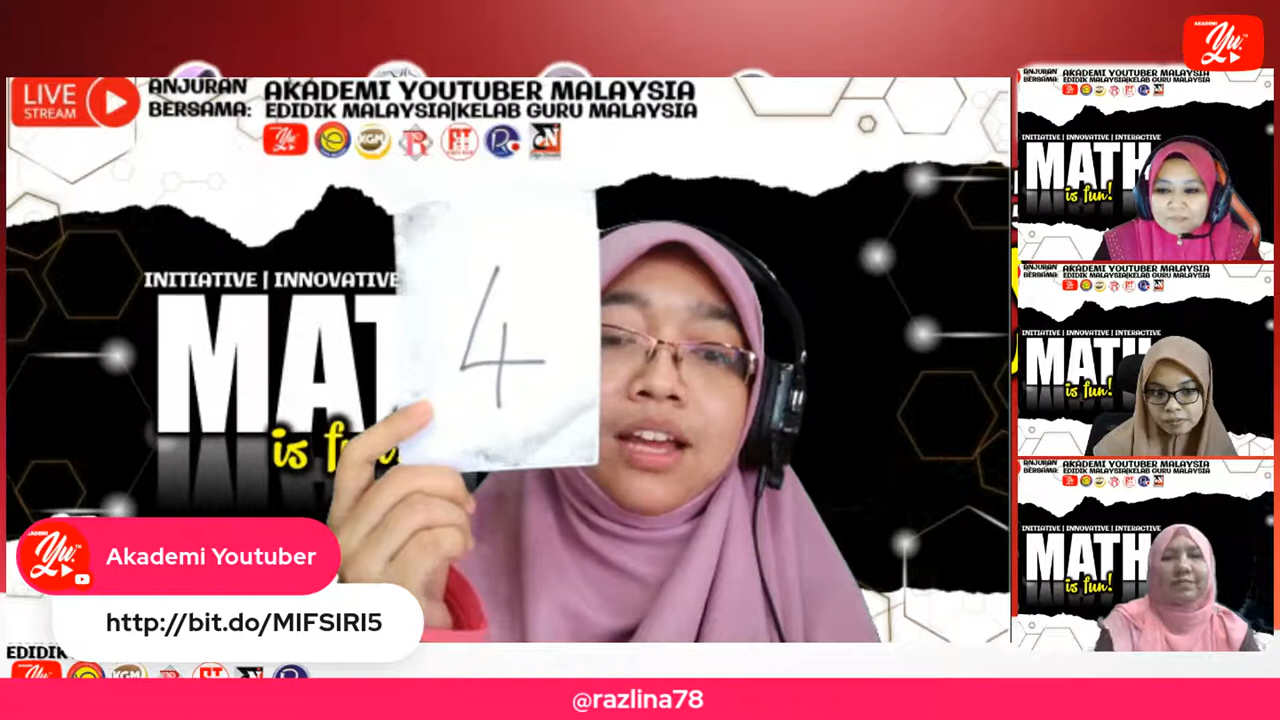 LIVE
STREAM
ANJURAN
BERSAMA:
AKADEMI YOUTUBER MALAYSIA
EDIDIK MALAYSIA|KELAB GURU MALAYSIA
INITIATIVE | INNOVATIVE
MAT
is fun!
4
Akademi Youtuber
http://bit.do/MIFSIRI5
EDIDIK
@razlina78
AKADEMI
Yu.
ANJURAN
BERSAMA:
AKADEMI YOUTUBER MALAYSIA
EDIDIK MALAYSIA|KELAB GURU MALAYSIA
INITIATIVE | INNOVATIVE | INTERACTIVE
MATH
is fun!
ANJURAN
BERSAMA:
AKADEMI YOUTUBER MALAYSIA
EDIDIK MALAYSIA|KELAB GURU MALAYSIA
INITIATIVE | INNOVATIVE | INTERACTIVE
MATH
is fun!
ANJURAN
BERSAMA:
AKADEMI YOUTUBER MALAYSIA
EDIDIK MALAYSIA|KELAB GURU MALAYSIA
INITIATIVE | INNOVATIVE | INTERACTIVE
MATH
is fun!